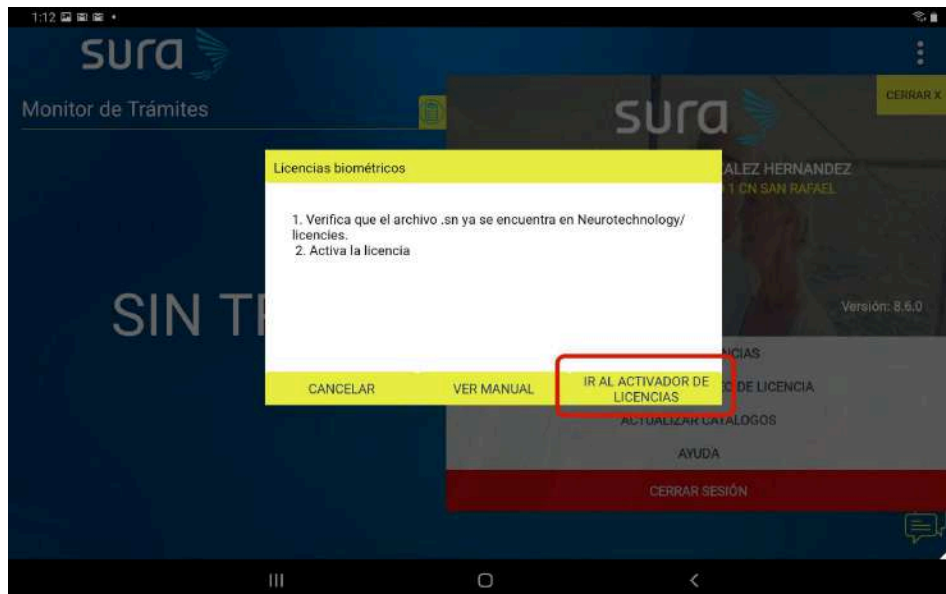 1:12
sura
Monitor de Trámites
CERRAR X
sura
ALEZ HERNANDEZ
1 CN SAN RAFAEL
Licencias biométricos
1. Verifica que el archivo .sn ya se encuentra en Neurotechnology/
licencies.
2. Activa la licencia
SIN T
Versión: 8.6.0
NCIAS
DE LICENCIA
CANCELAR
VER MANUAL
IR AL ACTIVADOR DE
LICENCIAS
ACTUALIZAR CATÁLOGOS
AYUDA
CERRAR SESIÓN